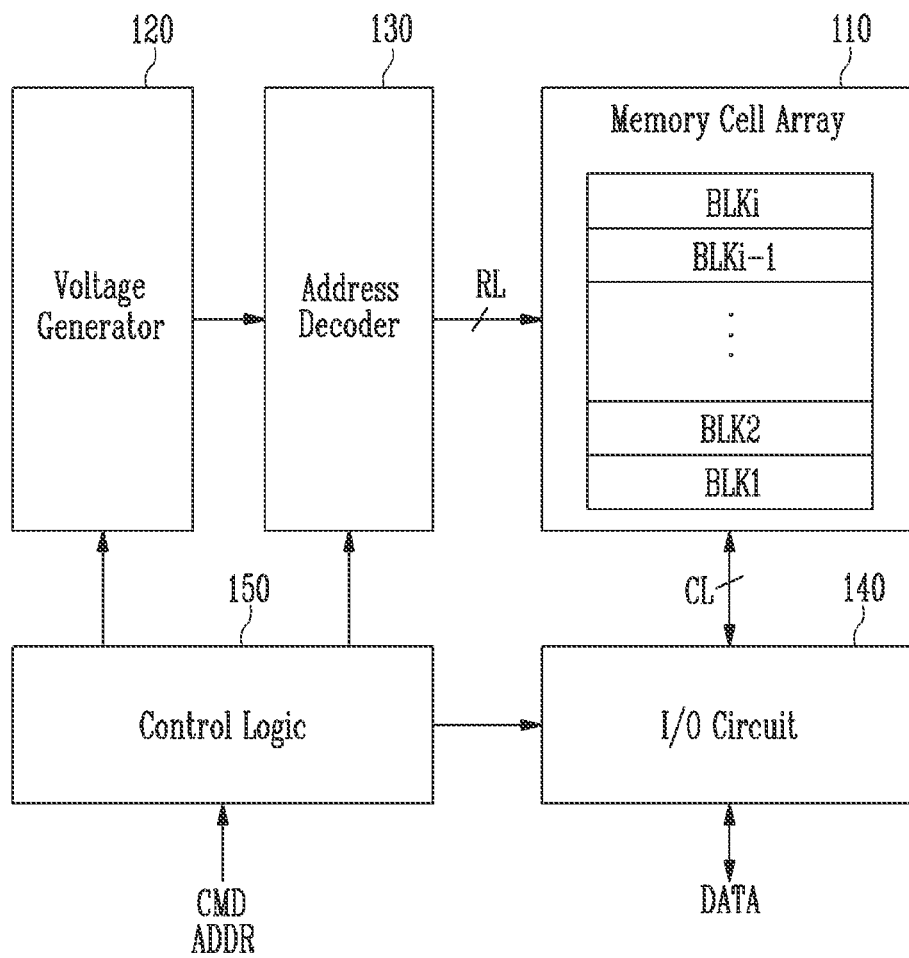 120
130
110
Memory Cell Array
BLKi
BLKi-1
Voltage
Generator
Address
Decoder
RL
BLK2
BLK1
150
CL
140
Control Logic
I/O Circuit
CMD
ADDR
DATA